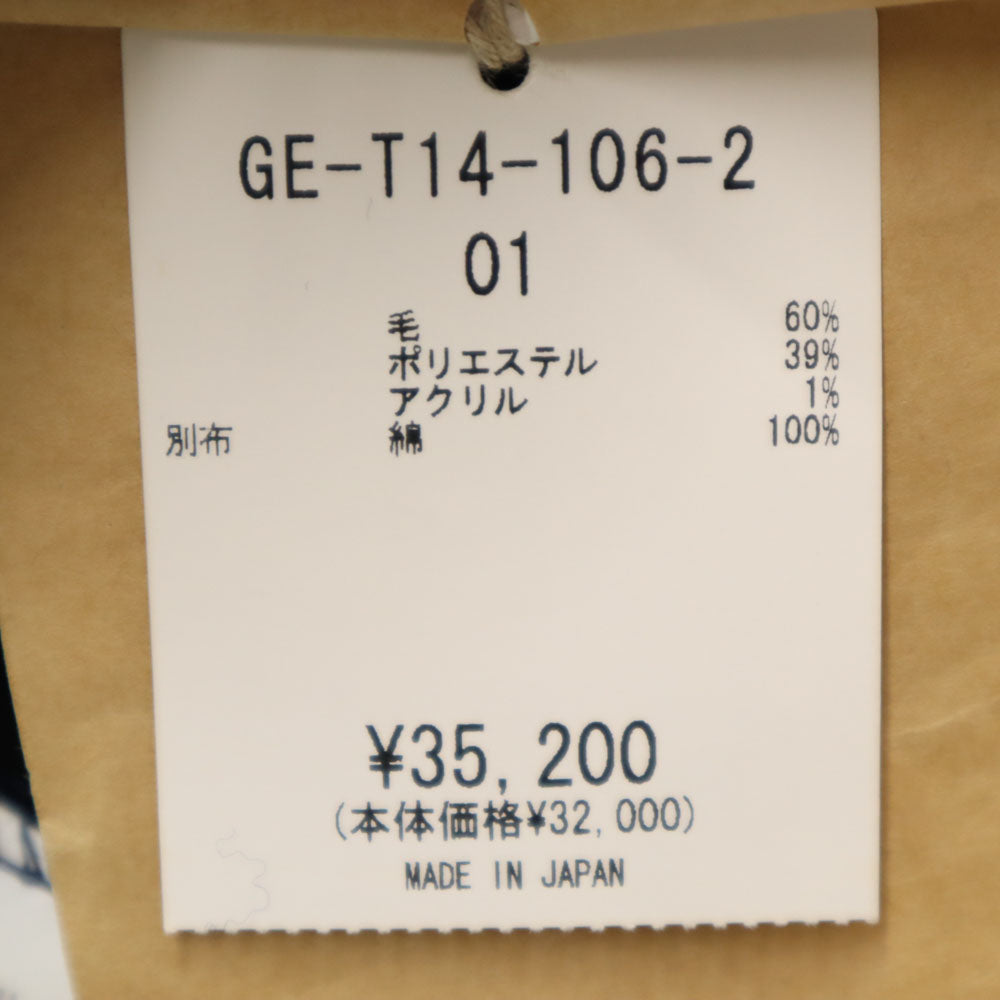 GE-T14-106-2
01
毛 60%
ポリエステル 39%
アクリル 1%
別布 綿 100%
¥35,200
(本体価格¥32,000)
MADE IN JAPAN